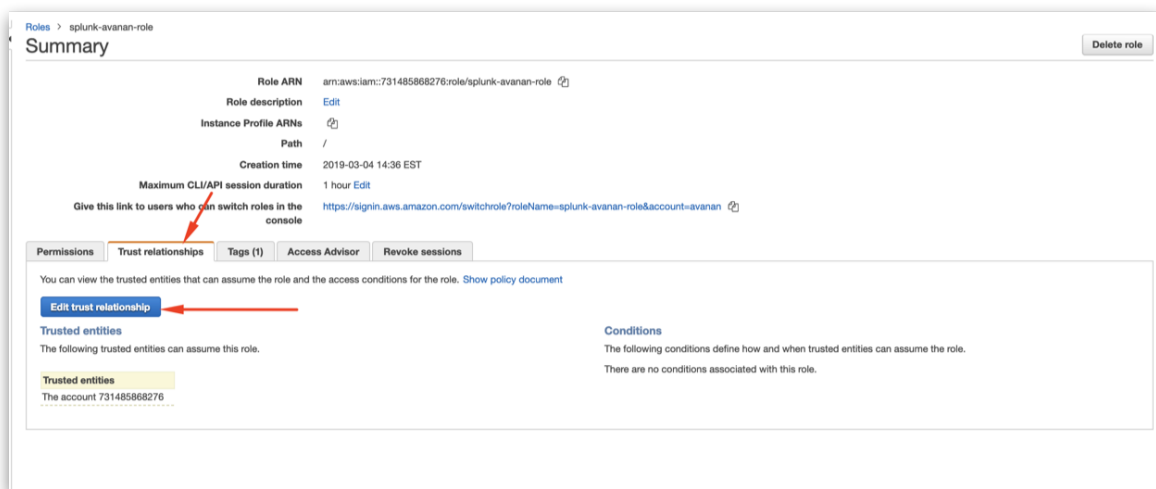 Roles > splunk-avanan-role
Summary
Delete role
Role ARN arn:aws:iam::731485868276:role/splunk-avanan-role
Role description Edit
Instance Profile ARNs
Path /
Creation time 2019-03-04 14:36 EST
Maximum CLI/API session duration 1 hour Edit
Give this link to users who can switch roles in the console https://signin.aws.amazon.com/switchrole?roleName=splunk-avanan-role&account=avanan
Permissions Trust relationships Tags (1) Access Advisor Revoke sessions
You can view the trusted entities that can assume the role and the access conditions for the role. Show policy document
Edit trust relationship
Trusted entities
The following trusted entities can assume this role.
Trusted entities
The account 731485868276
Conditions
The following conditions define how and when trusted entities can assume the role.
There are no conditions associated with this role.